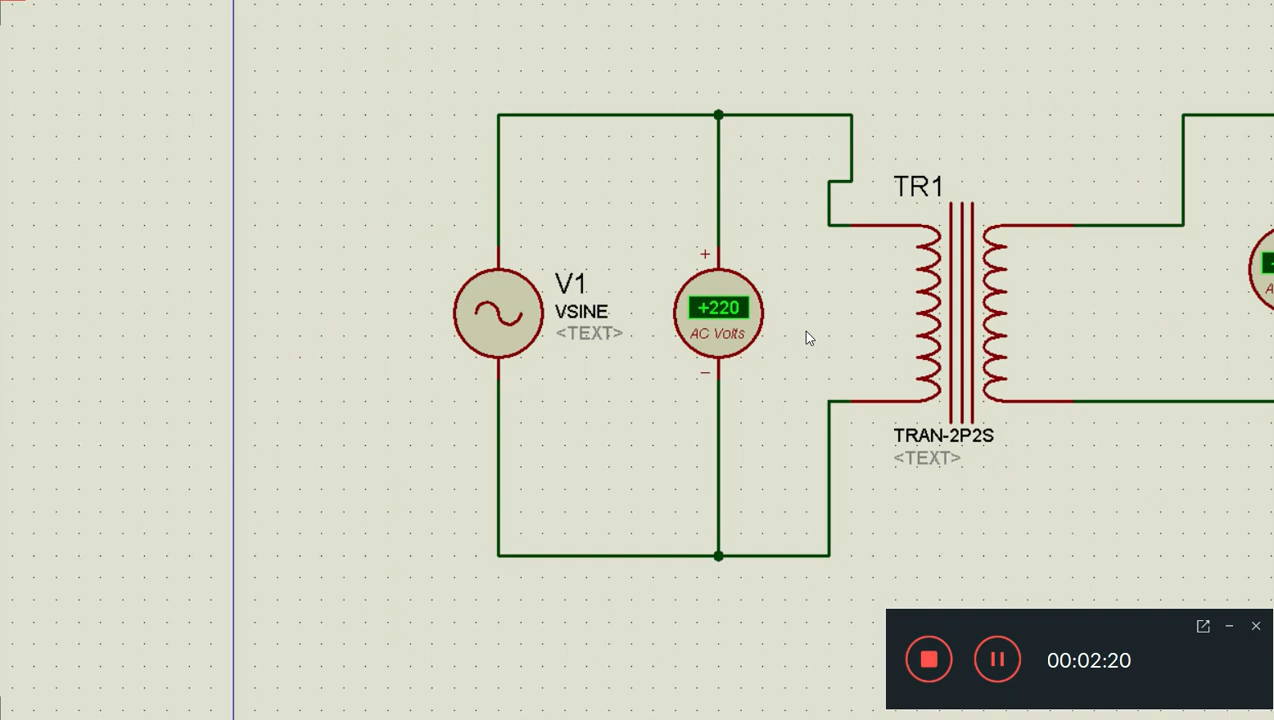 TR1
+
V1
VSINE
<TEXT>
+220
AC Volts
−
TRAN-2P2S
<TEXT>
00:02:20